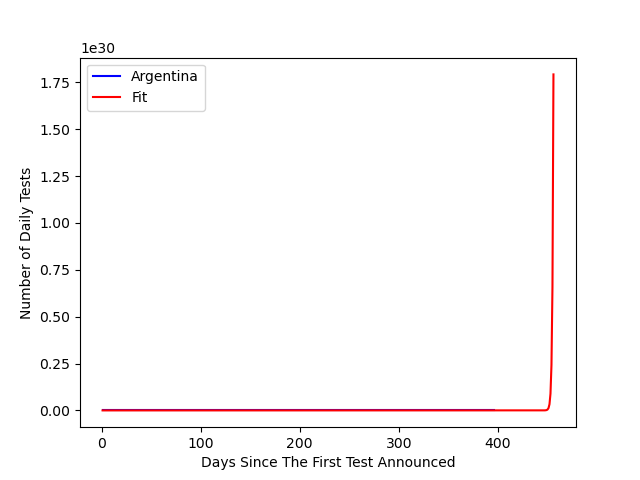 1e30
Argentina
Fit
1.75
1.50
1.25
1.00
0.75
0.50
0.25
0.00
Number of Daily Tests
0 100 200 300 400
Days Since The First Test Announced